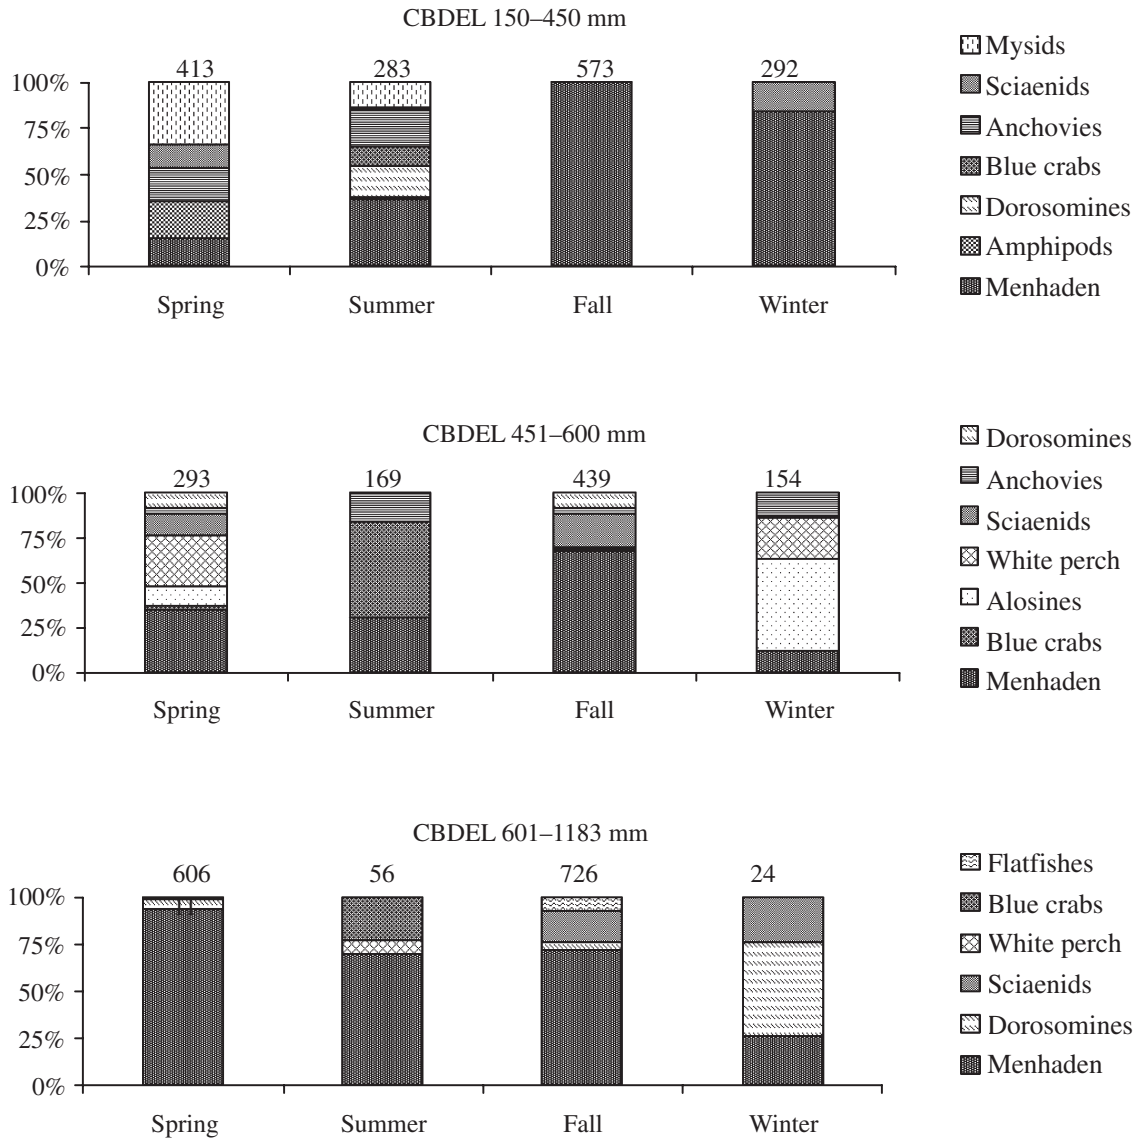 CBDEL 150–450 mm
413 283 573 292
100%
75%
50%
25%
0%
Spring Summer Fall Winter
Mysids
Sciaenids
Anchovies
Blue crabs
Dorosomines
Amphipods
Menhaden
CBDEL 451–600 mm
293 169 439 154
100%
75%
50%
25%
0%
Spring Summer Fall Winter
Dorosomines
Anchovies
Sciaenids
White perch
Alosines
Blue crabs
Menhaden
CBDEL 601–1183 mm
606 56 726 24
100%
75%
50%
25%
0%
Spring Summer Fall Winter
Flatfishes
Blue crabs
White perch
Sciaenids
Dorosomines
Menhaden